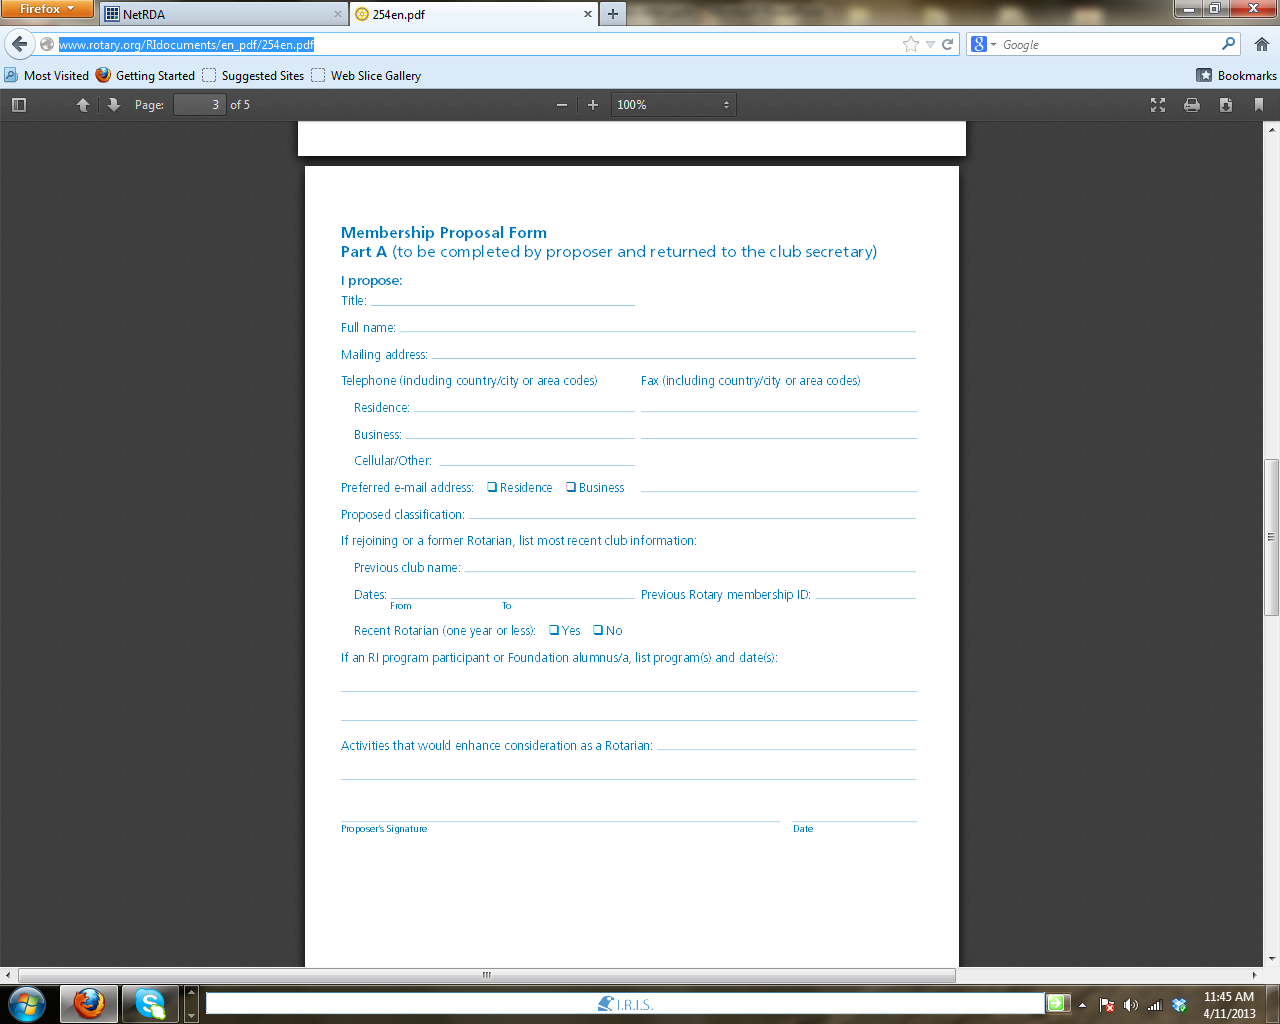 Firefox
NetRDA
254en.pdf
www.rotary.org/RIdocuments/en_pdf/254en.pdf
Google
Most Visited Getting Started Suggested Sites Web Slice Gallery Bookmarks
Page: 3 of 5 100%
Membership Proposal Form
Part A (to be completed by proposer and returned to the club secretary)
I propose:
Title:
Full name:
Mailing address:
Telephone (including country/city or area codes) Fax (including country/city or area codes)
Residence:
Business:
Cellular/Other:
Preferred e-mail address: ❏ Residence ❏ Business
Proposed classification:
If rejoining or a former Rotarian, list most recent club information:
Previous club name:
Dates: Previous Rotary membership ID:
From To
Recent Rotarian (one year or less): ❏ Yes ❏ No
If an RI program participant or Foundation alumnus/a, list program(s) and date(s):
Activities that would enhance consideration as a Rotarian:
Proposer's Signature Date
I.R.I.S.
11:45 AM
4/11/2013